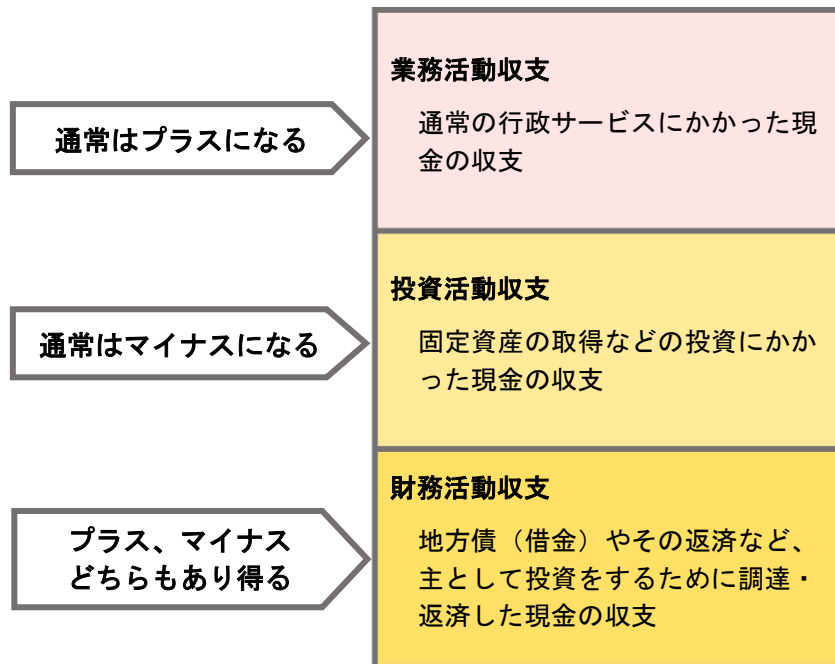 業務活動収支
通常の行政サービスにかかった現
金の収支
通常はプラスになる
投資活動収支
固定資産の取得などの投資にかか
った現金の収支
通常はマイナスになる
財務活動収支
地方債（借金）やその返済など、
主として投資をするために調達・
返済した現金の収支
プラス、マイナス
どちらもあり得る